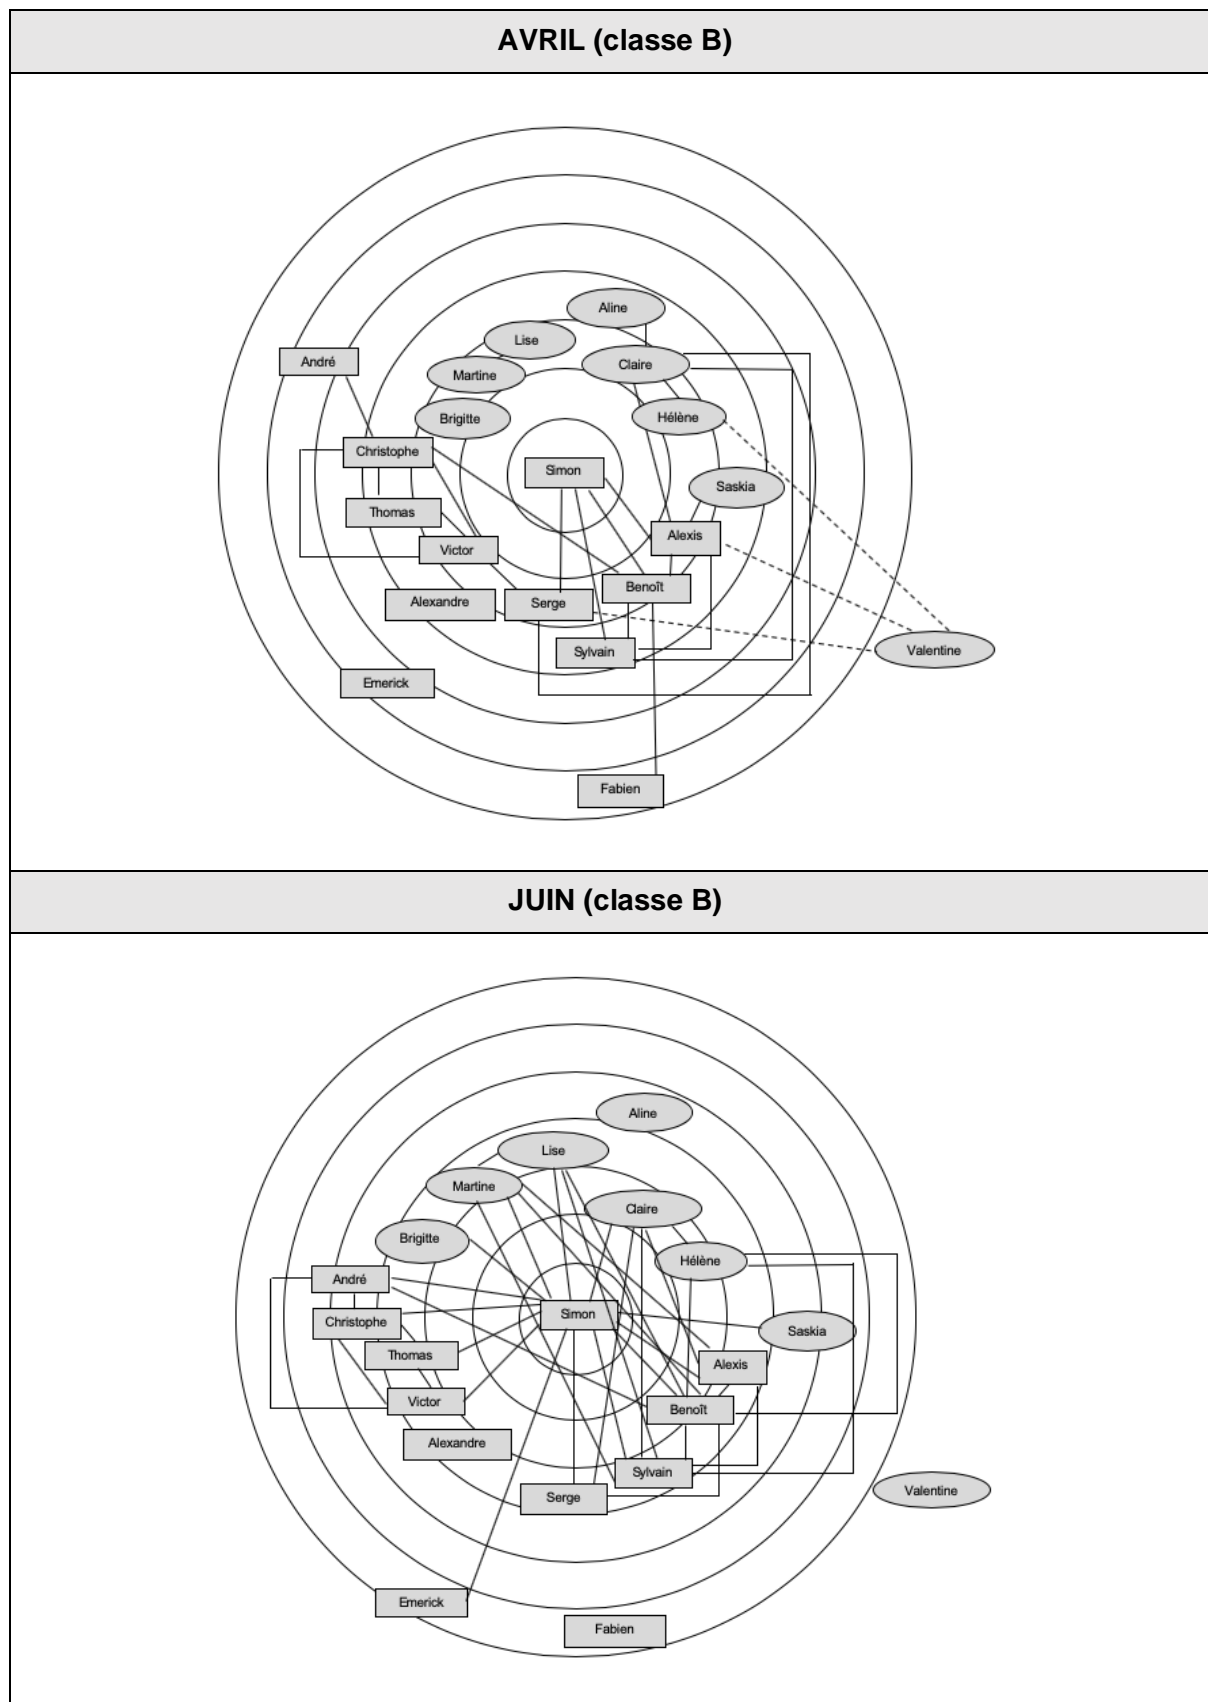 AVRIL (classe B)
Aline
Lise
André
Claire
Martine
Brigitte
Hélène
Christophe
Simon
Saskia
Thomas
Alexis
Victor
Benoît
Alexandre
Serge
Sylvain
Valentine
Emerick
Fabien
JUIN (classe B)
Aline
Lise
Martine
Claire
Brigitte
Hélène
André
Simon
Christophe
Saskia
Thomas
Alexis
Victor
Benoît
Alexandre
Sylvain
Valentine
Serge
Emerick
Fabien